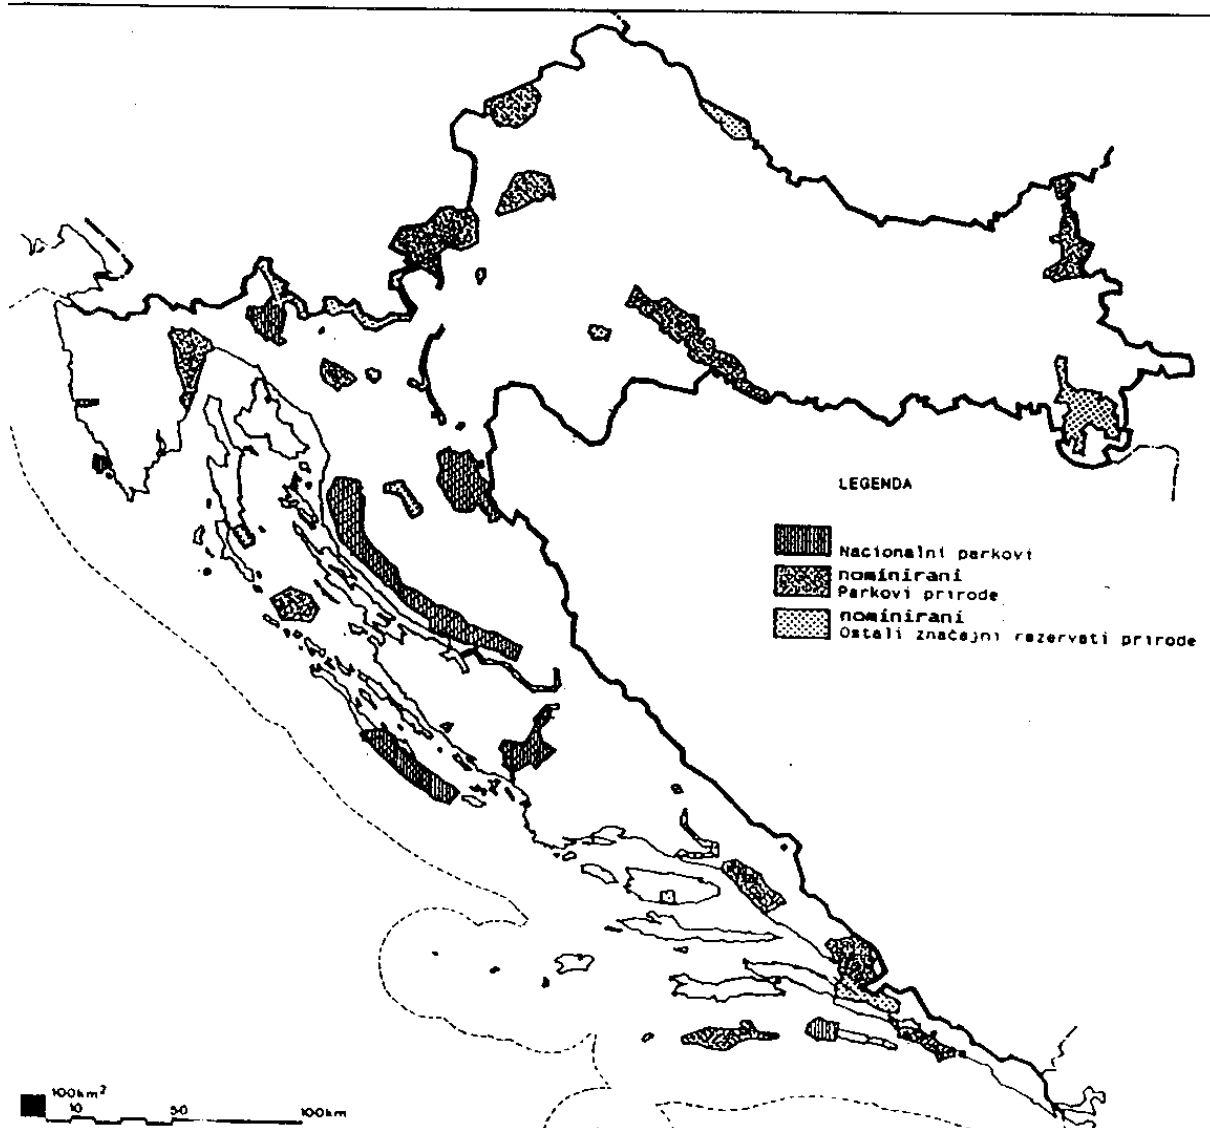 LEGENDA
Nacionalni parkovi
nominirani
Parkovi prirode
nominirani
Ostali značajni rezervati prirode
100km²
10 50 100km